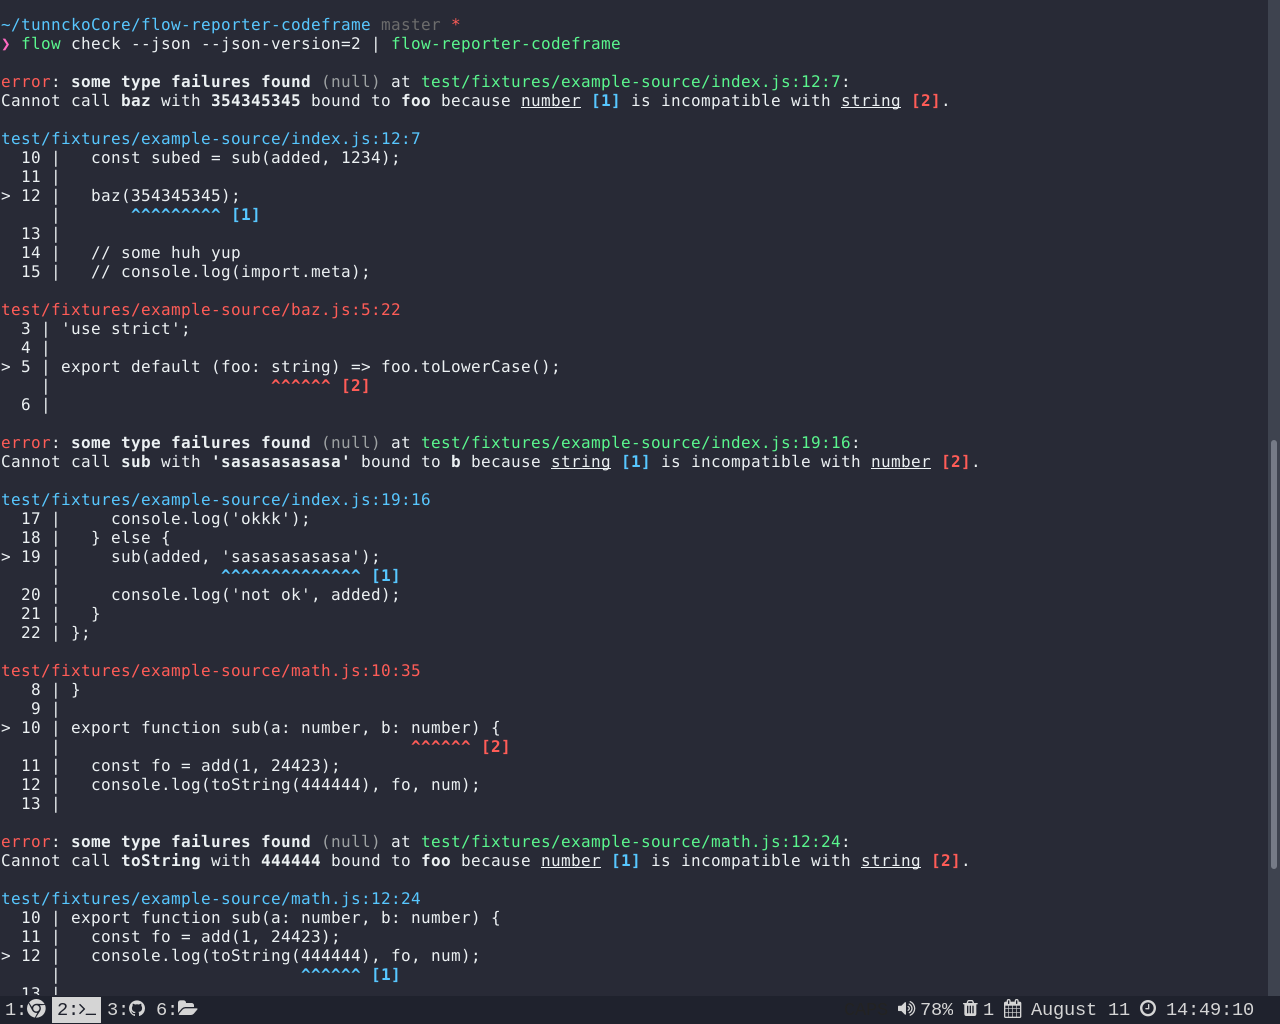 ~/tunnckoCore/flow-reporter-codeframe master *
❯ flow check --json --json-version=2 | flow-reporter-codeframe

error: some type failures found (null) at test/fixtures/example-source/index.js:12:7:
Cannot call baz with 354345345 bound to foo because number [1] is incompatible with string [2].

test/fixtures/example-source/index.js:12:7
  10 |   const subed = sub(added, 1234);
  11 |
> 12 |   baz(354345345);
     |       ^^^^^^^^^ [1]
  13 |
  14 |   // some huh yup
  15 |   // console.log(import.meta);

test/fixtures/example-source/baz.js:5:22
  3 | 'use strict';
  4 |
> 5 | export default (foo: string) => foo.toLowerCase();
    |                      ^^^^^^ [2]
  6 |

error: some type failures found (null) at test/fixtures/example-source/index.js:19:16:
Cannot call sub with 'sasasasasasa' bound to b because string [1] is incompatible with number [2].

test/fixtures/example-source/index.js:19:16
  17 |     console.log('okkk');
  18 |   } else {
> 19 |     sub(added, 'sasasasasasa');
     |                ^^^^^^^^^^^^^^ [1]
  20 |     console.log('not ok', added);
  21 |   }
  22 | };

test/fixtures/example-source/math.js:10:35
   8 | }
   9 |
> 10 | export function sub(a: number, b: number) {
     |                                   ^^^^^^ [2]
  11 |   const fo = add(1, 24423);
  12 |   console.log(toString(444444), fo, num);
  13 |

error: some type failures found (null) at test/fixtures/example-source/math.js:12:24:
Cannot call toString with 444444 bound to foo because number [1] is incompatible with string [2].

test/fixtures/example-source/math.js:12:24
  10 | export function sub(a: number, b: number) {
  11 |   const fo = add(1, 24423);
> 12 |   console.log(toString(444444), fo, num);
     |                        ^^^^^^ [1]
  13 |
1: 2: 3: 6: 78% 1 August 11 14:49:10